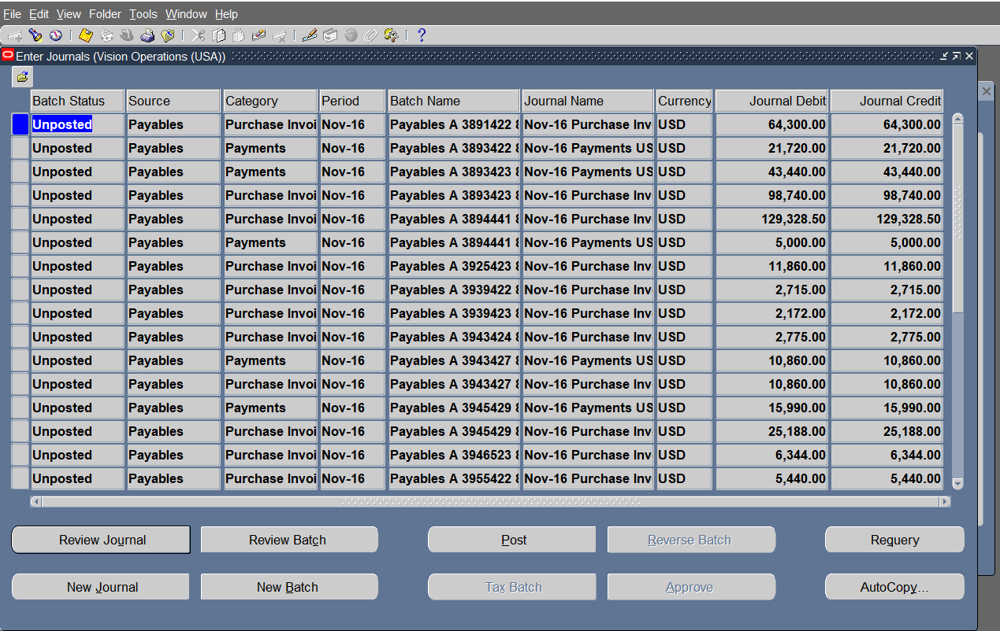 File Edit View Folder Tools Window Help
Enter Journals (Vision Operations (USA))
Batch Status Source Category Period Batch Name Journal Name Currency Journal Debit Journal Credit
Unposted Payables Purchase Invoi Nov-16 Payables A 3891422 8 Nov-16 Purchase Inv USD 64,300.00 64,300.00
Unposted Payables Payments Nov-16 Payables A 3893422 8 Nov-16 Payments US USD 21,720.00 21,720.00
Unposted Payables Payments Nov-16 Payables A 3893423 8 Nov-16 Payments US USD 43,440.00 43,440.00
Unposted Payables Purchase Invoi Nov-16 Payables A 3893423 8 Nov-16 Purchase Inv USD 98,740.00 98,740.00
Unposted Payables Purchase Invoi Nov-16 Payables A 3894441 8 Nov-16 Purchase Inv USD 129,328.50 129,328.50
Unposted Payables Payments Nov-16 Payables A 3894441 8 Nov-16 Payments US USD 5,000.00 5,000.00
Unposted Payables Purchase Invoi Nov-16 Payables A 3925423 8 Nov-16 Purchase Inv USD 11,860.00 11,860.00
Unposted Payables Purchase Invoi Nov-16 Payables A 3939422 8 Nov-16 Purchase Inv USD 2,715.00 2,715.00
Unposted Payables Purchase Invoi Nov-16 Payables A 3939423 8 Nov-16 Purchase Inv USD 2,172.00 2,172.00
Unposted Payables Purchase Invoi Nov-16 Payables A 3943424 8 Nov-16 Purchase Inv USD 2,775.00 2,775.00
Unposted Payables Payments Nov-16 Payables A 3943427 8 Nov-16 Payments US USD 10,860.00 10,860.00
Unposted Payables Purchase Invoi Nov-16 Payables A 3943427 8 Nov-16 Purchase Inv USD 10,860.00 10,860.00
Unposted Payables Payments Nov-16 Payables A 3945429 8 Nov-16 Payments US USD 15,990.00 15,990.00
Unposted Payables Purchase Invoi Nov-16 Payables A 3945429 8 Nov-16 Purchase Inv USD 25,188.00 25,188.00
Unposted Payables Purchase Invoi Nov-16 Payables A 3946523 8 Nov-16 Purchase Inv USD 6,344.00 6,344.00
Unposted Payables Purchase Invoi Nov-16 Payables A 3955422 8 Nov-16 Purchase Inv USD 5,440.00 5,440.00
Review Journal Review Batch Post Reverse Batch Requery
New Journal New Batch Tax Batch Approve AutoCopy...